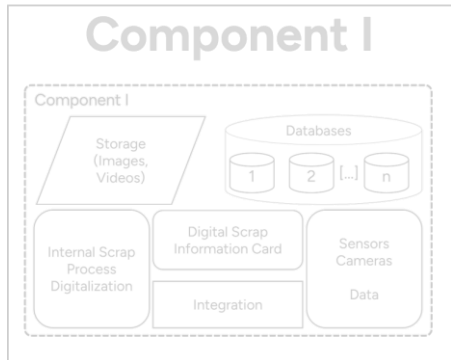 Component I
Component I
Storage
(Images,
Videos)
Databases
1
2
[...]
n
Internal Scrap
Process
Digitalization
Digital Scrap
Information Card
Integration
Sensors
Cameras
Data